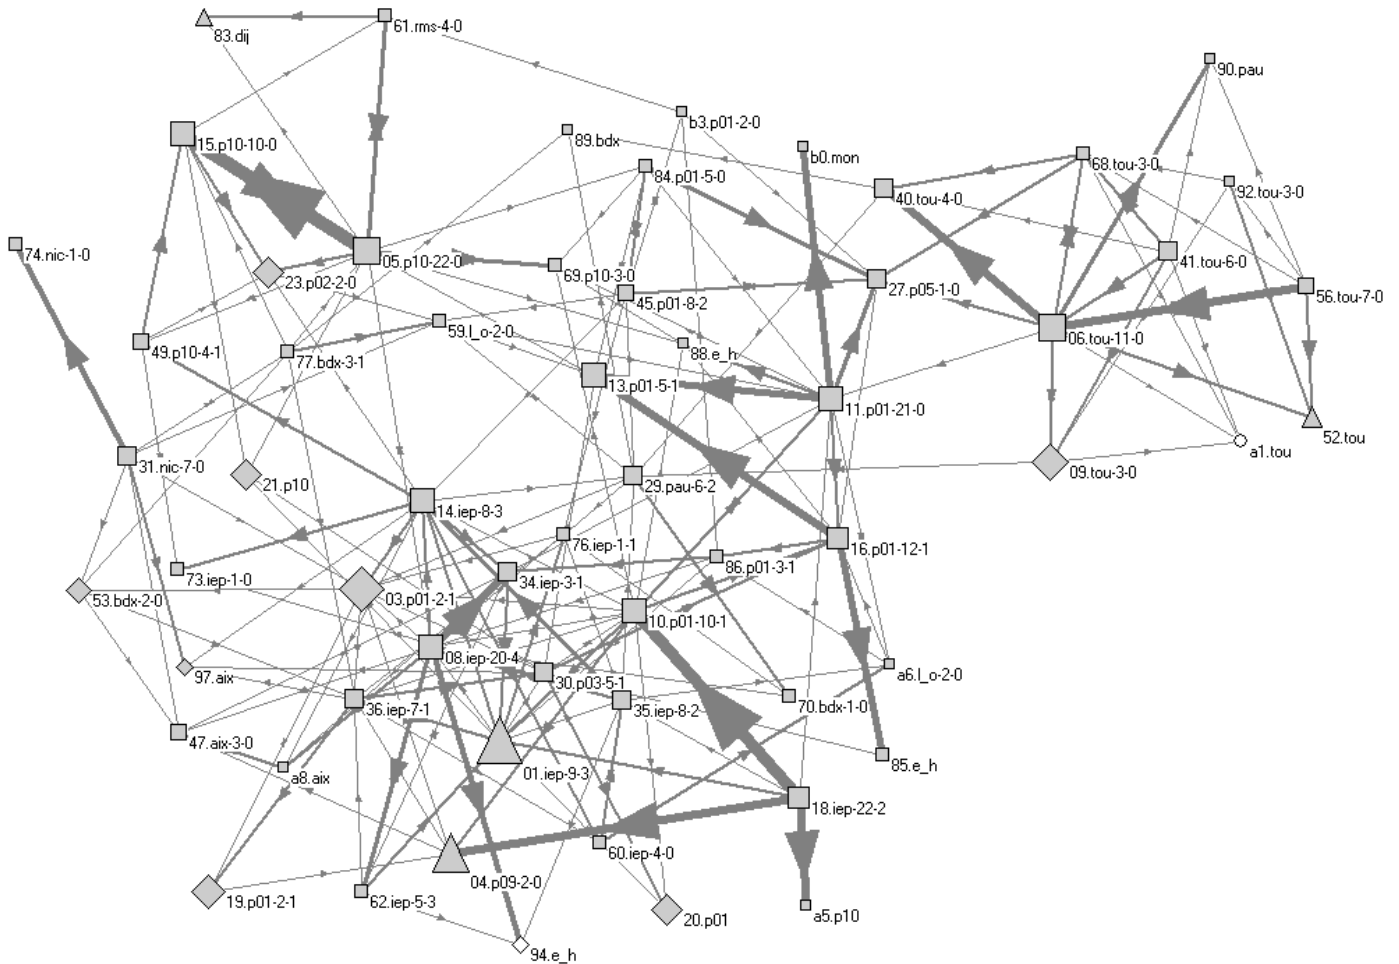 83.dij
61.rms-4-0
90.pau
b3.p01-2-0
89.bdx
15.p10-10-0
b0.mon
84.p01-5-0
68.tou-3-0
92.tou-3-0
40.tou-4-0
74.nic-1-0
05.p10-22-0
41.tou-6-0
23.p02-2-0
69.p10-3-0
45.p01-8-2
27.p05-1-0
56.tou-7-0
59.l_o-2-0
06.tou-11-0
49.p10-4-1
77.bdx-3-1
88.e_h
13.p01-5-1
11.p01-21-0
52.tou
a1.tou
31.nic-7-0
09.tou-3-0
21.p10
29.pau-6-2
14.iep-8-3
76.iep-1-1
16.p01-12-1
86.p01-3-1
73.iep-1-0
34.iep-3-1
53.bdx-2-0
03.p01-2-1
10.p01-10-1
08.iep-20-4
97.aix
30.p03-5-1
a6.l_o-2-0
70.bdx-1-0
36.iep-7-1
35.iep-8-2
47.aix-3-0
01.iep-9-3
85.e_h
a8.aix
18.iep-22-2
60.iep-4-0
04.p09-2-0
19.p01-2-1
62.iep-5-3
20.p01
a5.p10
94.e_h